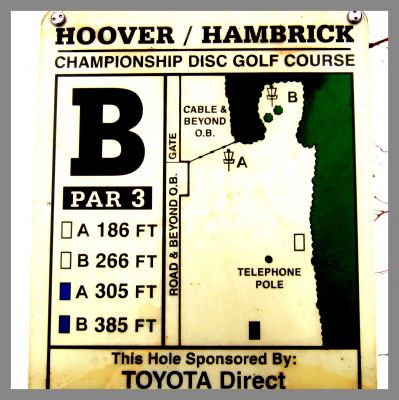 HOOVER / HAMBRICK
CHAMPIONSHIP DISC GOLF COURSE
B
PAR 3
A 186 FT
B 266 FT
A 305 FT
B 385 FT
GATE
ROAD & BEYOND O.B.
CABLE &
BEYOND
O.B.
B
A
TELEPHONE
POLE
This Hole Sponsored By:
TOYOTA Direct